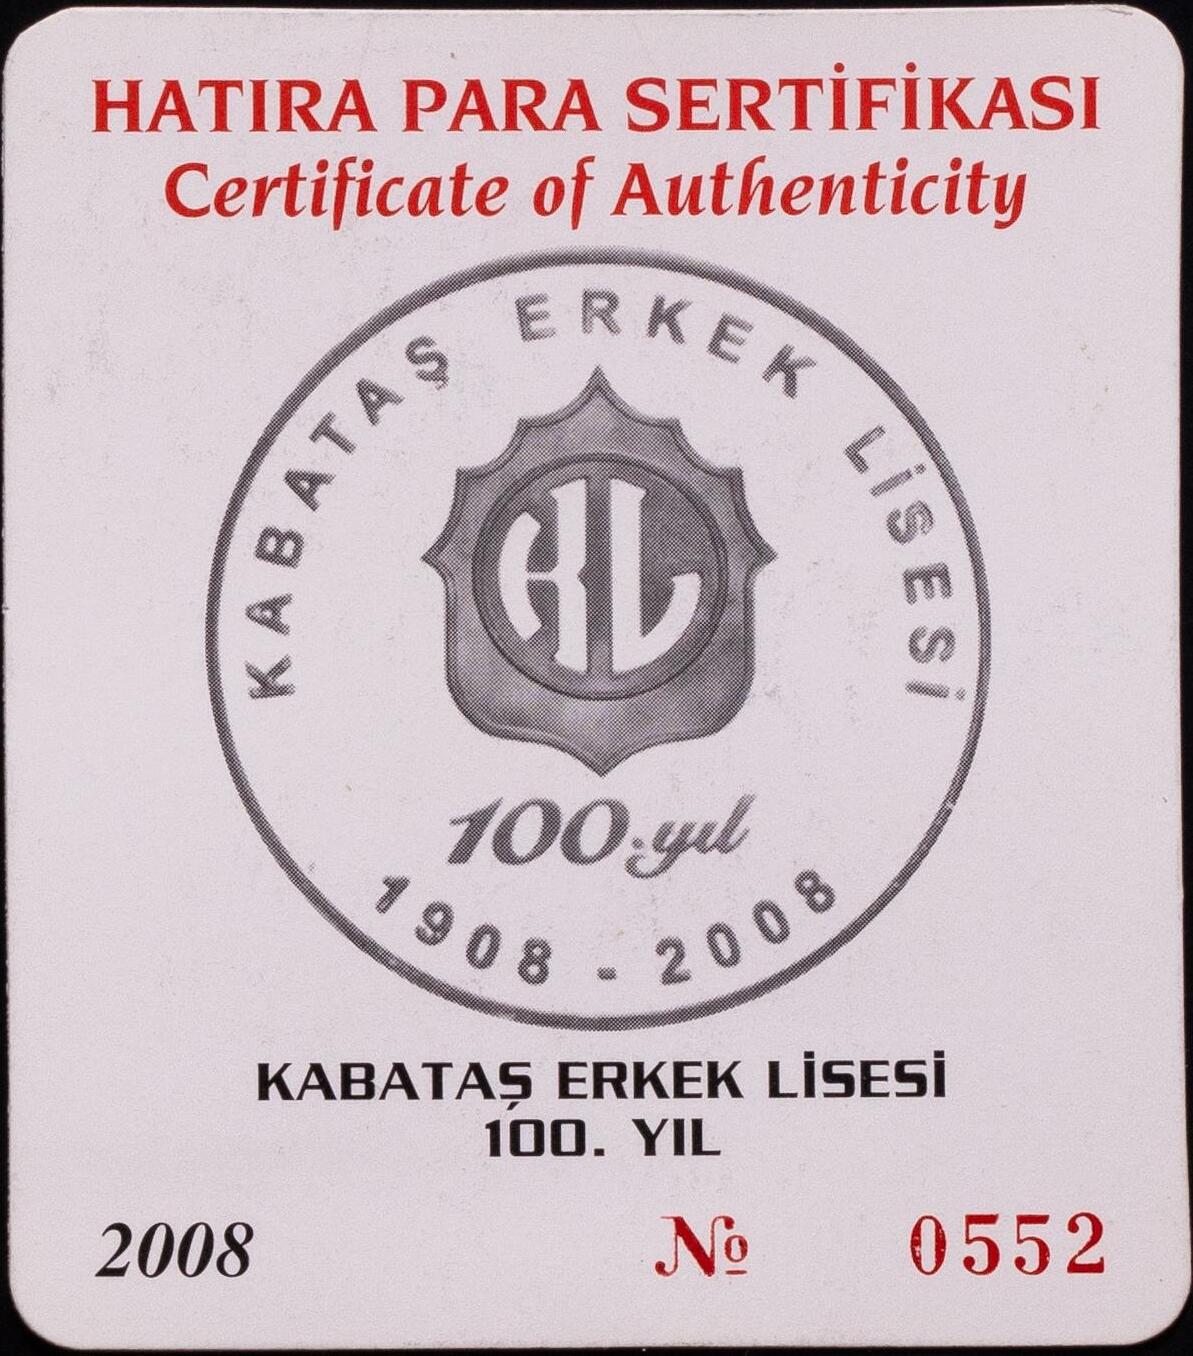 HATIRA PARA SERTİFİKASI
Certificate of Authenticity
KABATAŞ ERKEK LİSESİ
KL
100.yıl
1908 - 2008
KABATAŞ ERKEK LİSESİ
100. YIL
2008 № 0552